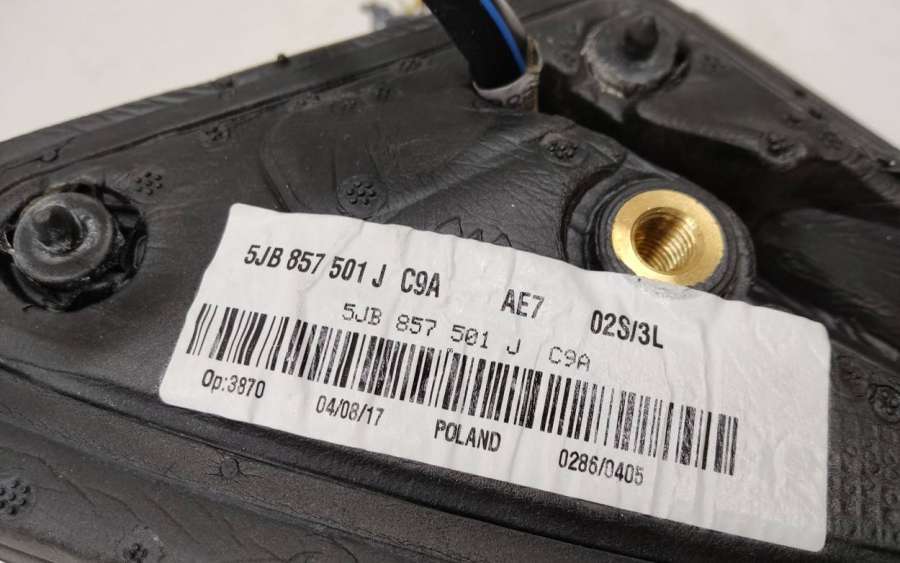 5JB 857 501 J C9A AE7 02S/3L
5JB 857 501 J C9A
Op:3870 04/08/17 POLAND 0286/0405